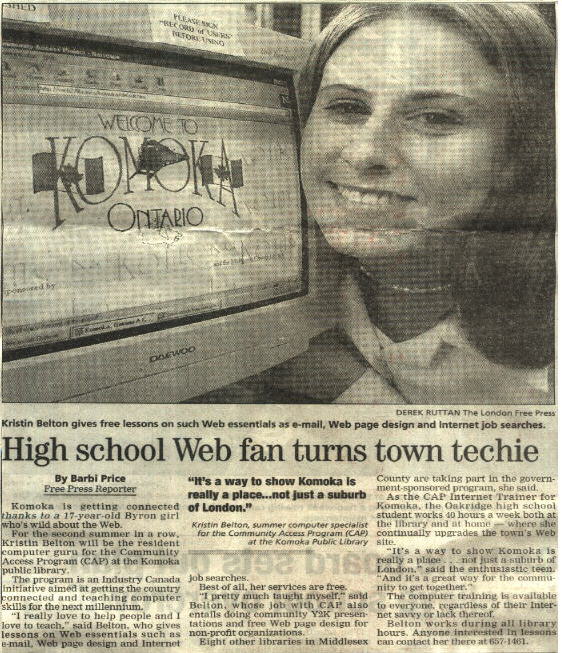 SHED
PLEASE SIGN
"RECORD of USERS"
BEFORE USING
WELCOME TO
KOMOKA
ONTARIO
sponsored by
DAEWOO
DEREK RUTTAN The London Free Press
Kristin Belton gives free lessons on such Web essentials as e-mail, Web page design and Internet job searches.
High school Web fan turns town techie
By Barbi Price
Free Press Reporter
Komoka is getting connected
thanks to a 17-year-old Byron girl
who's wild about the Web.
For the second summer in a row,
Kristin Belton will be the resident
computer guru for the Community
Access Program (CAP) at the Komoka
public library.
The program is an Industry Canada
initiative aimed at getting the country
connected and teaching computer
skills for the next millennium.
"I really love to help people and I
love to teach," said Belton, who gives
lessons on Web essentials such as
e-mail, Web page design and Internet
"It's a way to show Komoka is
really a place...not just a suburb
of London."
Kristin Belton, summer computer specialist
for the Community Access Program (CAP)
at the Komoka Public Library
job searches.
Best of all, her services are free.
"I pretty much taught myself," said
Belton, whose job with CAP also
entails doing community Y2K presen-
tations and free Web page design for
non-profit organizations.
Eight other libraries in Middlesex
County are taking part in the govern-
ment-sponsored program, she said.
As the CAP Internet Trainer for
Komoka, the Oakridge high school
student works 40 hours a week both at
the library and at home — where she
continually upgrades the town's Web
site.
"It's a way to show Komoka is
really a place . . . not just a suburb of
London," said the enthusiastic teen.
"And it's a great way for the commu-
nity to get together."
The computer training is available
to everyone, regardless of their Inter-
net savvy or lack thereof.
Belton works during all library
hours. Anyone interested in lessons
can contact her there at 657-1461.